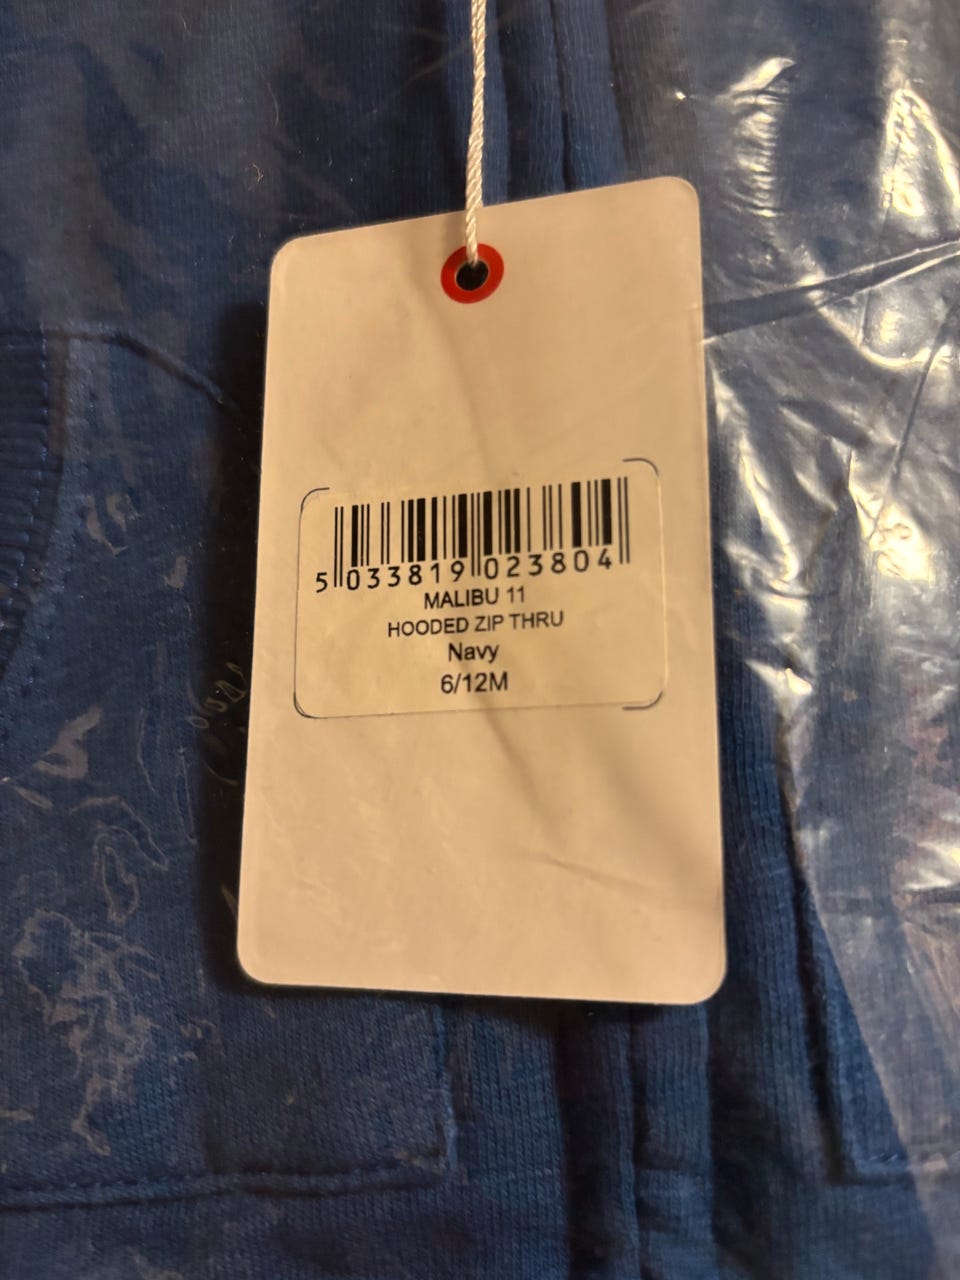 5 033819 023804
MALIBU 11
HOODED ZIP THRU
Navy
6/12M